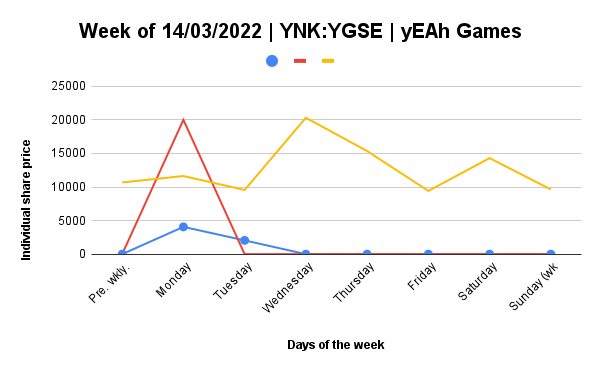 Week of 14/03/2022 | YNK:YGSE | yEAh Games
25000
20000
15000
10000
5000
0
Individual share price
Pre. wkly.
Monday
Tuesday
Wednesday
Thursday
Friday
Saturday
Sunday (wk
Days of the week